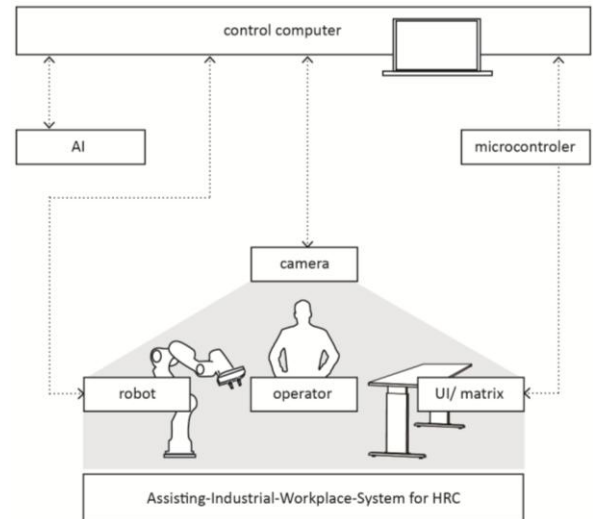 control computer
AI
microcontroler
camera
robot
operator
UI/ matrix
Assisting-Industrial-Workplace-System for HRC